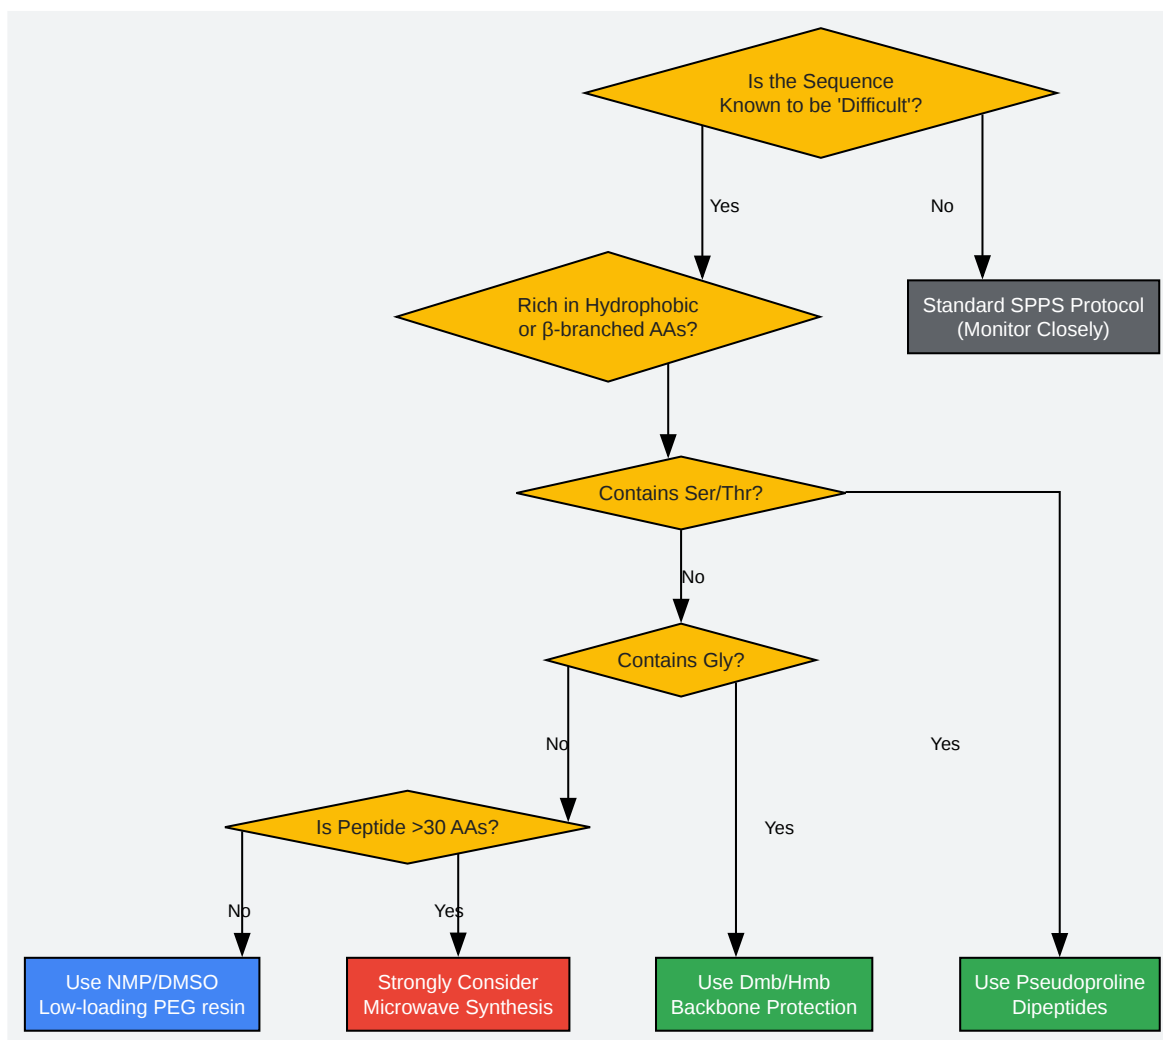 Is the Sequence
Known to be 'Difficult'?
Yes
No
Rich in Hydrophobic
or β-branched AAs?
Standard SPPS Protocol
(Monitor Closely)
Contains Ser/Thr?
No
Contains Gly?
No
Yes
Is Peptide >30 AAs?
Yes
No
Yes
Use NMP/DMSO
Low-loading PEG resin
Strongly Consider
Microwave Synthesis
Use Dmb/Hmb
Backbone Protection
Use Pseudoproline
Dipeptides